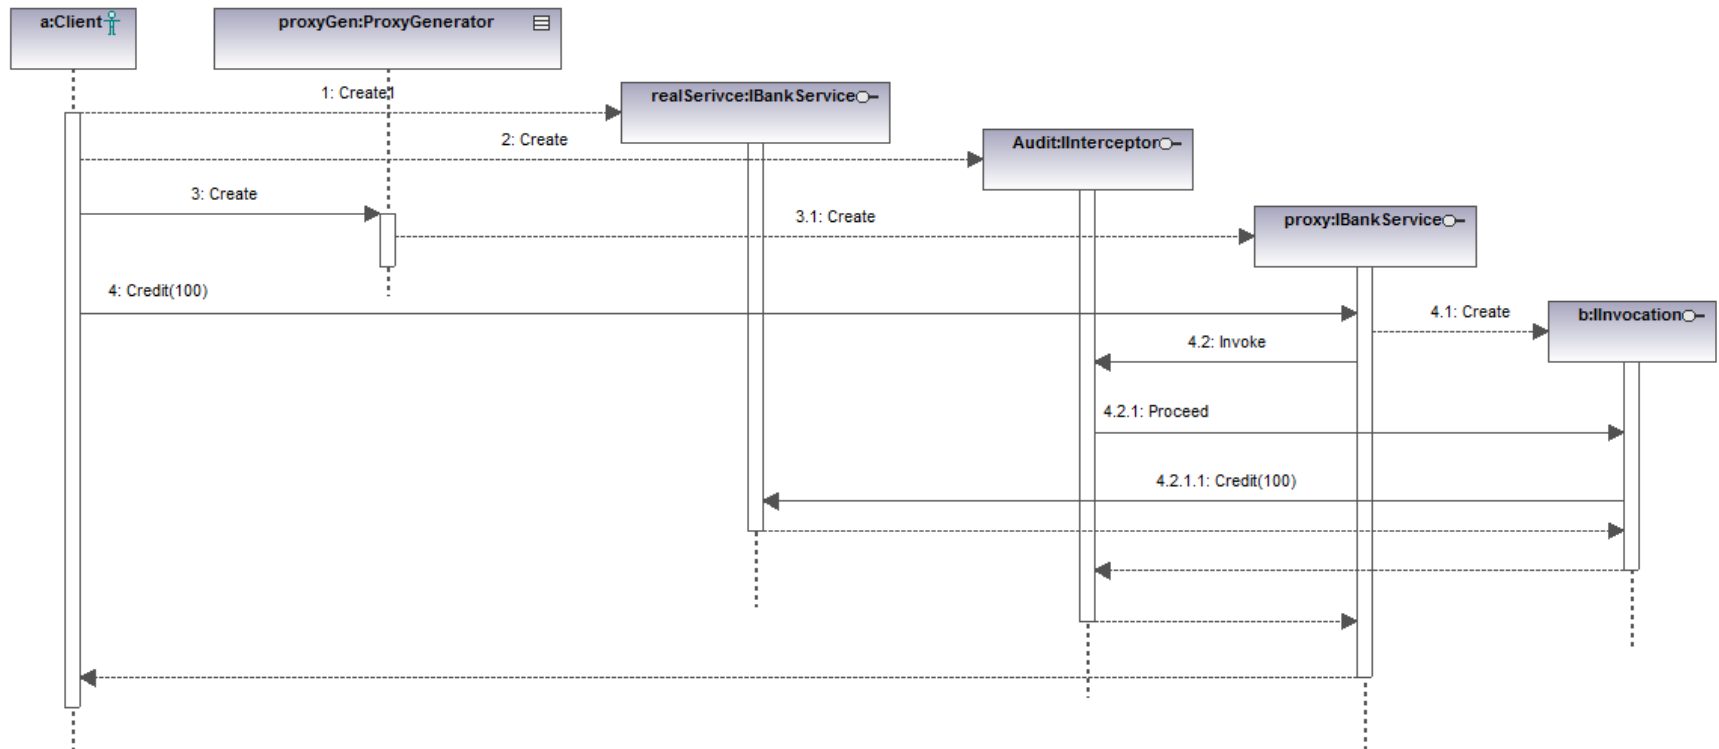 a:Client
proxyGen:ProxyGenerator
1: Create1
realSerivce:IBankService
2: Create
Audit:IInterceptor
3: Create
3.1: Create
proxy:IBankService
4: Credit(100)
4.1: Create
b:IInvocation
4.2: Invoke
4.2.1: Proceed
4.2.1.1: Credit(100)